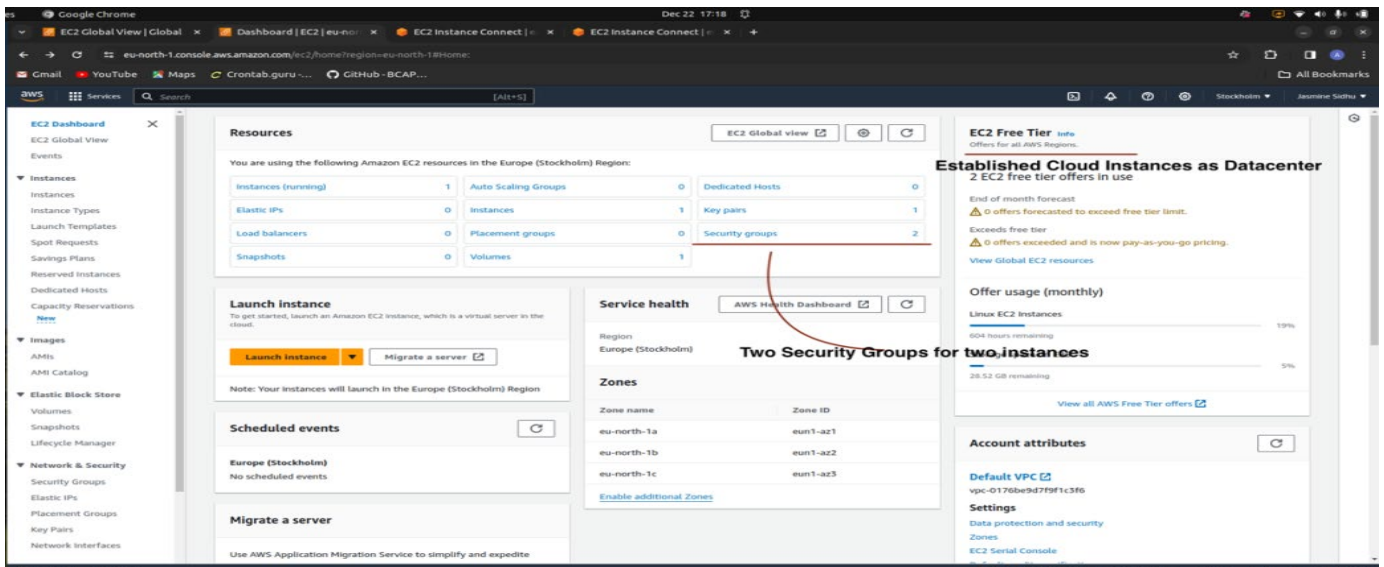 es Google Chrome Dec 22 17:18
EC2 Global View | Global × Dashboard | EC2 | eu-nor × EC2 Instance Connect | e × EC2 Instance Connect | e × +
eu-north-1.console.aws.amazon.com/ec2/home?region=eu-north-1#Home:
Gmail YouTube Maps Crontab.guru -... GitHub - BCAP... All Bookmarks
aws Services Search [Alt+S] Stockholm Jasmine Sidhu
EC2 Dashboard
EC2 Global View
Events
Instances
Instances
Instance Types
Launch Templates
Spot Requests
Savings Plans
Reserved Instances
Dedicated Hosts
Capacity Reservations
New
Images
AMIs
AMI Catalog
Elastic Block Store
Volumes
Snapshots
Lifecycle Manager
Network & Security
Security Groups
Elastic IPs
Placement Groups
Key Pairs
Network Interfaces
Resources
EC2 Global view
You are using the following Amazon EC2 resources in the Europe (Stockholm) Region:
Instances (running) 1 Auto Scaling Groups 0 Dedicated Hosts 0
Elastic IPs 0 Instances 1 Key pairs 1
Load balancers 0 Placement groups 0 Security groups 2
Snapshots 0 Volumes 1
Launch instance
To get started, launch an Amazon EC2 instance, which is a virtual server in the
cloud.
Launch instance Migrate a server
Note: Your instances will launch in the Europe (Stockholm) Region
Scheduled events
Europe (Stockholm)
No scheduled events
Migrate a server
Use AWS Application Migration Service to simplify and expedite
Service health
AWS Health Dashboard
Region
Europe (Stockholm)
Two Security Groups for two instances
Zones
Zone name Zone ID
eu-north-1a eun1-az1
eu-north-1b eun1-az2
eu-north-1c eun1-az3
Enable additional Zones
EC2 Free Tier Info
Offers for all AWS Regions.
Established Cloud Instances as Datacenter
2 EC2 free tier offers in use
End of month forecast
0 offers forecasted to exceed free tier limit.
Exceeds free tier
0 offers exceeded and is now pay-as-you-go pricing.
View Global EC2 resources
Offer usage (monthly)
Linux EC2 Instances
19%
604 hours remaining
5%
28.52 GB remaining
View all AWS Free Tier offers
Account attributes
Default VPC
vpc-0176be9d7f9f1c3f6
Settings
Data protection and security
Zones
EC2 Serial Console